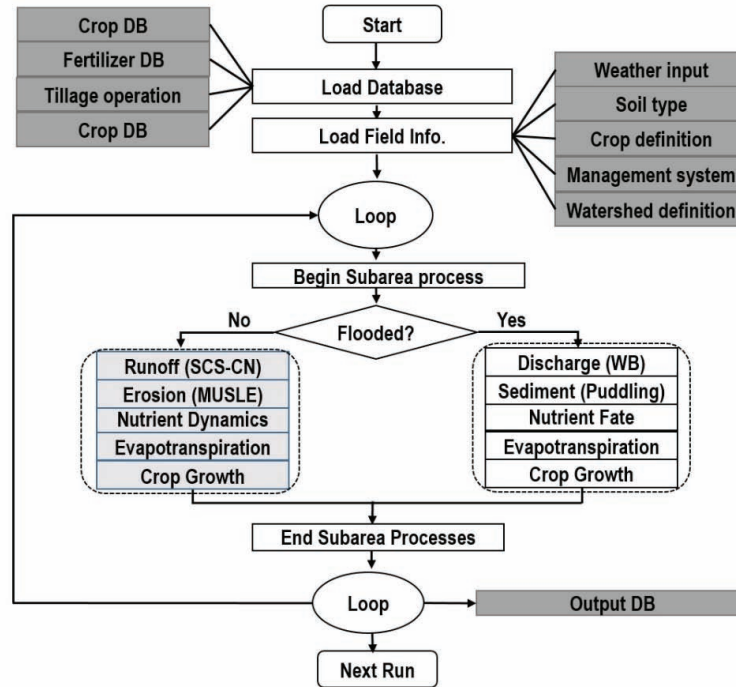 Start
Crop DB
Fertilizer DB
Tillage operation
Crop DB
Load Database
Load Field Info.
Weather input
Soil type
Crop definition
Management system
Watershed definition
Loop
Begin Subarea process
Flooded?
No
Yes
Runoff (SCS-CN)
Erosion (MUSLE)
Nutrient Dynamics
Evapotranspiration
Crop Growth
Discharge (WB)
Sediment (Puddling)
Nutrient Fate
Evapotranspiration
Crop Growth
End Subarea Processes
Loop
Output DB
Next Run